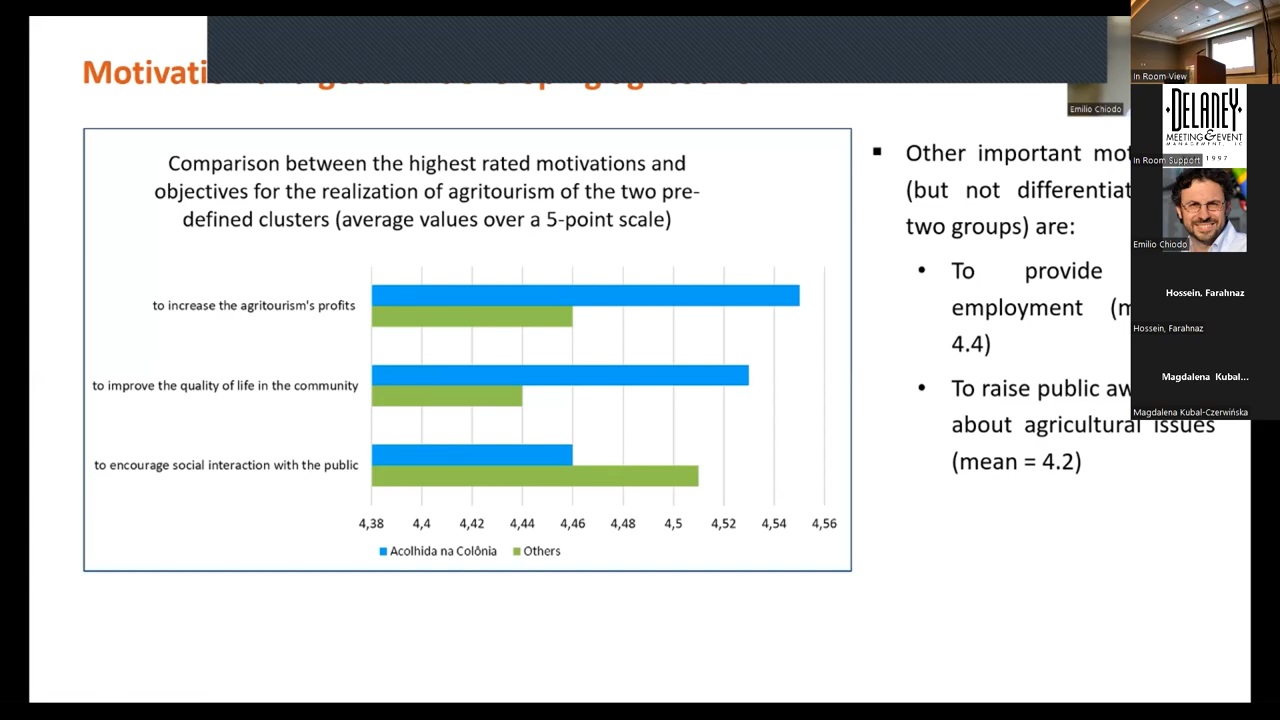 Motivati
Comparison between the highest rated motivations and
objectives for the realization of agritourism of the two pre-
defined clusters (average values over a 5-point scale)
to increase the agritourism's profits
to improve the quality of life in the community
to encourage social interaction with the public
4,38 4,4 4,42 4,44 4,46 4,48 4,5 4,52 4,54 4,56
Acolhida na Colônia Others
Other important mot
(but not differentiat
two groups) are:
To provide
employment (m
4.4)
To raise public aw
about agricultural issues
(mean = 4.2)
Emilio Chiodo
In Room View
DELANEY
MEETING & EVENT
MANAGEMENT, LLC
1997
In Room Support
Emilio Chiodo
Hossein, Farahnaz
Hossein, Farahnaz
Magdalena Kubal...
Magdalena Kubal-Czerwińska